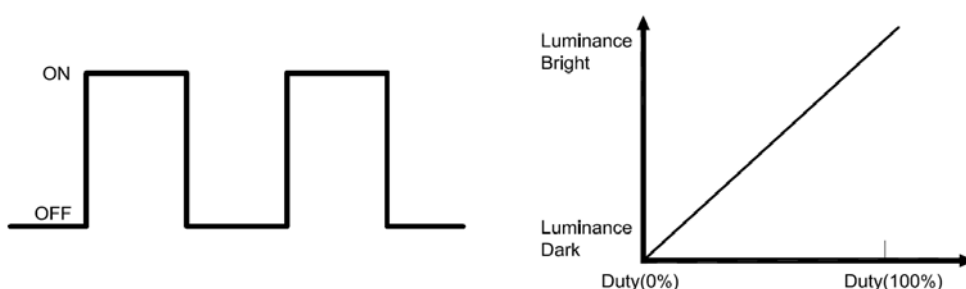 ON
OFF
Luminance
Bright
Luminance
Dark
Duty(0%)
Duty(100%)